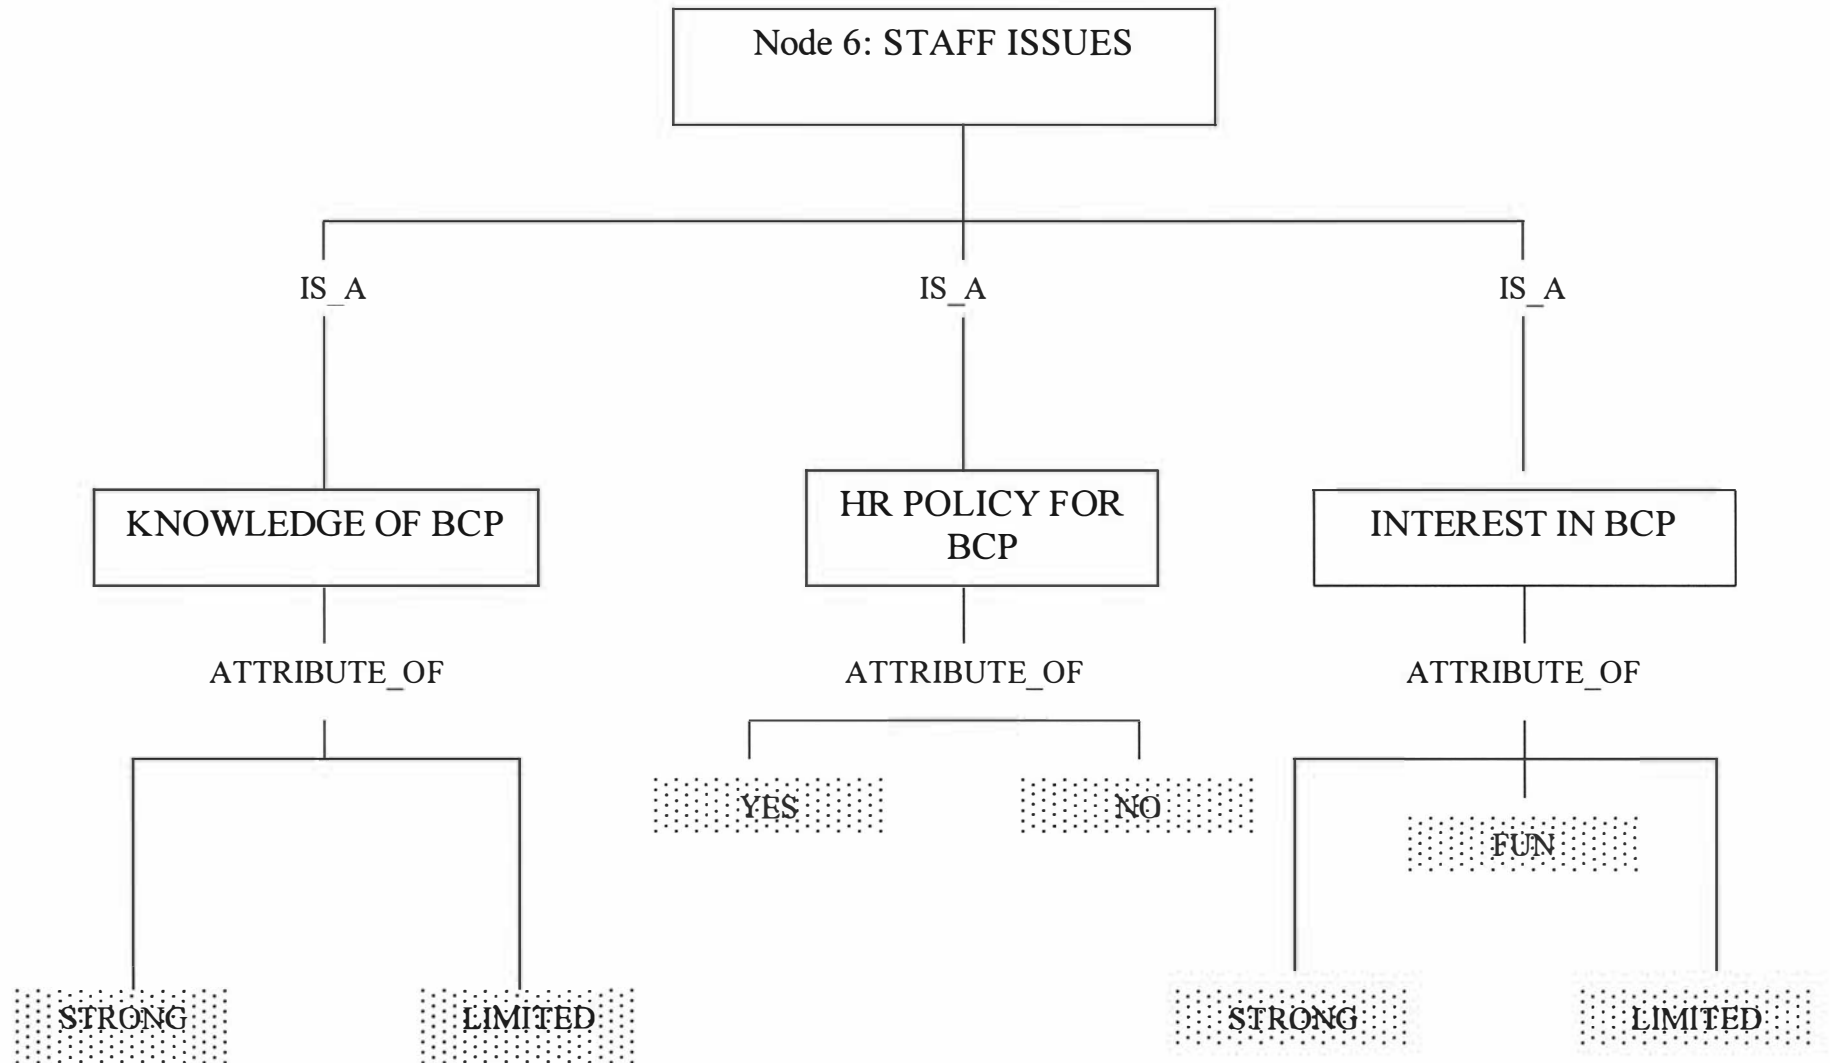 Node 6: STAFF ISSUES
IS_A
IS_A
IS_A
KNOWLEDGE OF BCP
HR POLICY FOR
BCP
INTEREST IN BCP
ATTRIBUTE_OF
ATTRIBUTE_OF
ATTRIBUTE_OF
YES
NO
FUN
STRONG
LIMITED
STRONG
LIMITED